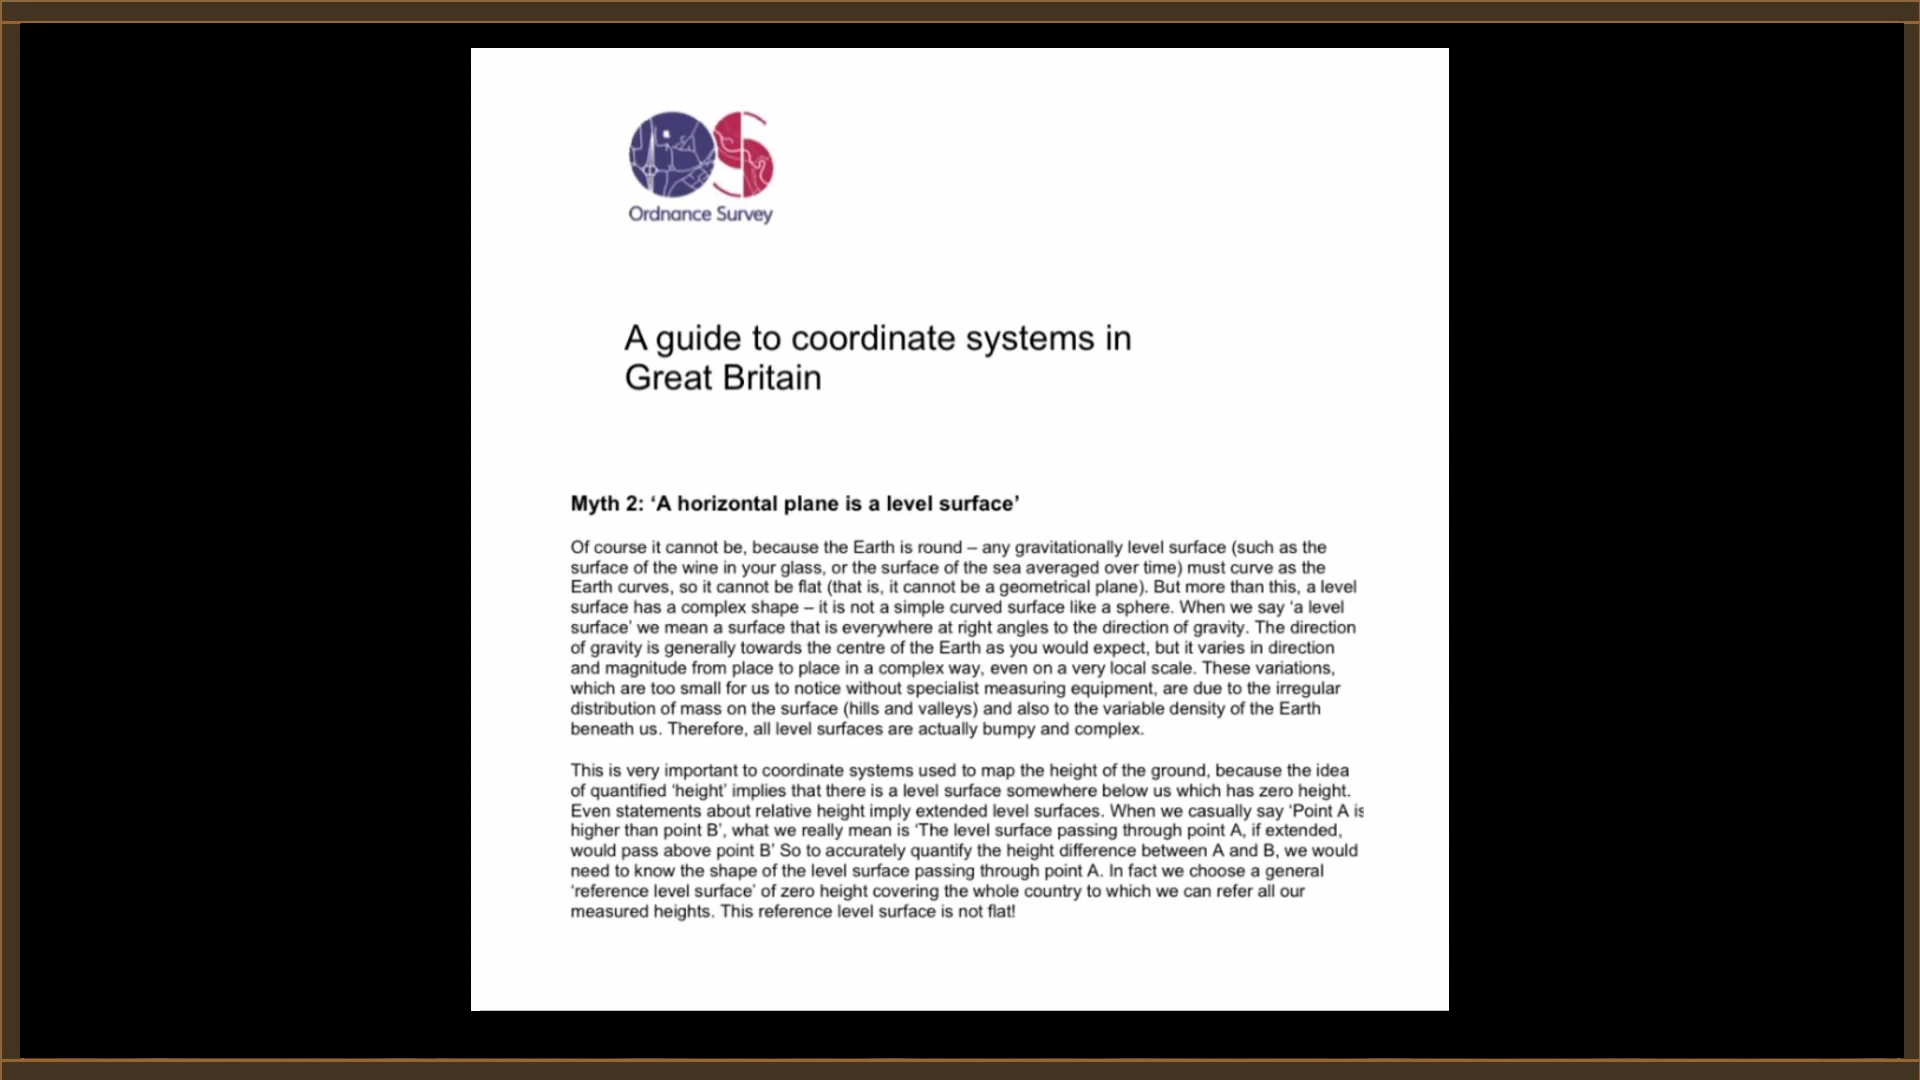 OS
Ordnance Survey
A guide to coordinate systems in
Great Britain
Myth 2: ‘A horizontal plane is a level surface’
Of course it cannot be, because the Earth is round – any gravitationally level surface (such as the
surface of the wine in your glass, or the surface of the sea averaged over time) must curve as the
Earth curves, so it cannot be flat (that is, it cannot be a geometrical plane). But more than this, a level
surface has a complex shape – it is not a simple curved surface like a sphere. When we say ‘a level
surface’ we mean a surface that is everywhere at right angles to the direction of gravity. The direction
of gravity is generally towards the centre of the Earth as you would expect, but it varies in direction
and magnitude from place to place in a complex way, even on a very local scale. These variations,
which are too small for us to notice without specialist measuring equipment, are due to the irregular
distribution of mass on the surface (hills and valleys) and also to the variable density of the Earth
beneath us. Therefore, all level surfaces are actually bumpy and complex.
This is very important to coordinate systems used to map the height of the ground, because the idea
of quantified ‘height’ implies that there is a level surface somewhere below us which has zero height.
Even statements about relative height imply extended level surfaces. When we casually say ‘Point A is
higher than point B’, what we really mean is ‘The level surface passing through point A, if extended,
would pass above point B’ So to accurately quantify the height difference between A and B, we would
need to know the shape of the level surface passing through point A. In fact we choose a general
‘reference level surface’ of zero height covering the whole country to which we can refer all our
measured heights. This reference level surface is not flat!